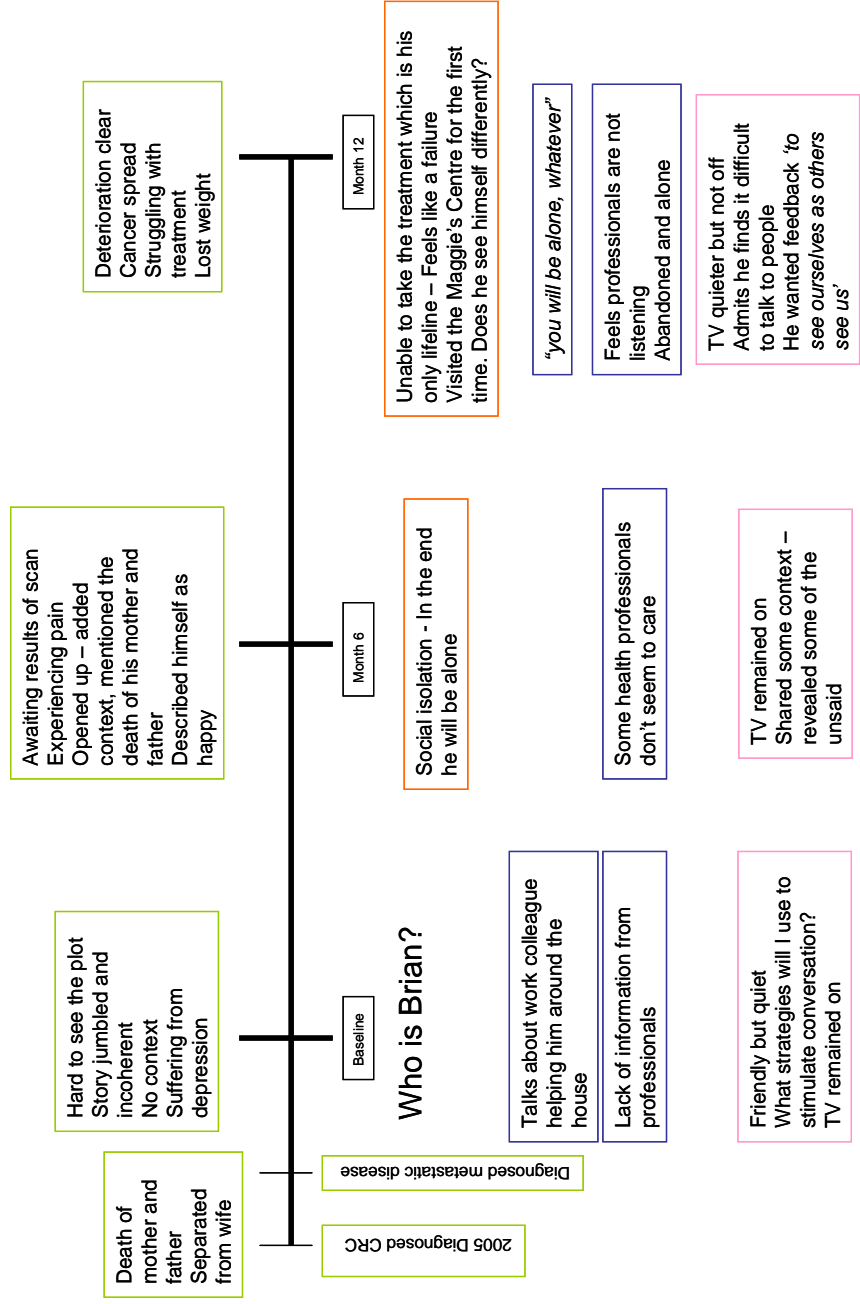 Death of
mother and
father
Separated
from wife
Hard to see the plot
Story jumbled and
incoherent
No context
Suffering from
depression
Awaiting results of scan
Experiencing pain
Opened up – added
context, mentioned the
death of his mother and
father
Described himself as
happy
Deterioration clear
Cancer spread
Struggling with
treatment
Lost weight
2005 Diagnosed CRC
Diagnosed metastatic disease
Baseline
Month 6
Month 12
Who is Brian?
Social isolation - In the end
he will be alone
Unable to take the treatment which is his
only lifeline – Feels like a failure
Visited the Maggie's Centre for the first
time. Does he see himself differently?
Talks about work colleague
helping him around the
house
Lack of information from
professionals
Some health professionals
don't seem to care
"you will be alone, whatever"
Feels professionals are not
listening
Abandoned and alone
Friendly but quiet
What strategies will I use to
stimulate conversation?
TV remained on
TV remained on
Shared some context –
revealed some of the
unsaid
TV quieter but not off
Admits he finds it difficult
to talk to people
He wanted feedback 'to
see ourselves as others
see us'